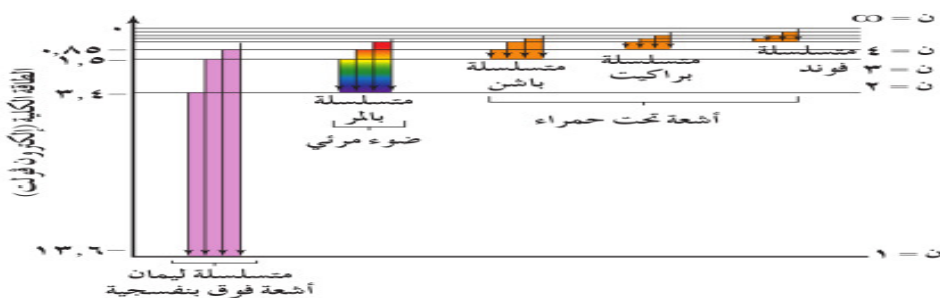 ن = ∞
ن = ٤
ن = ٣
ن = ٢
ن = ١
٠
٠,٨٥–
١,٥–
٣,٤–
١٣,٦–
الطاقة الكلية (إلكترون فولت)
متسلسلة
فوند
متسلسلة
براكيت
متسلسلة
باشن
أشعة تحت حمراء
متسلسلة
بالمر
ضوء مرئي
متسلسلة ليمان
أشعة فوق بنفسجية